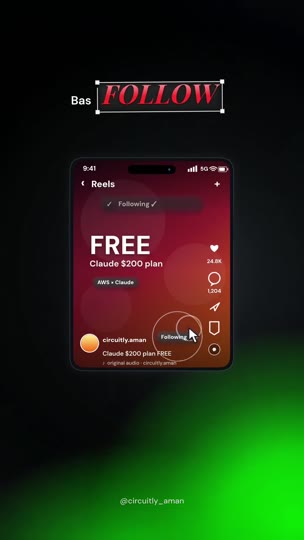 Bas FOLLOW
9:41 5G
Reels
✓ Following ✓
FREE
Claude $200 plan
AWS + Claude
24.8K
1,204
circuitly.aman
Following
Claude $200 plan FREE
♪ original audio · circuitly.aman
@circuitly_aman